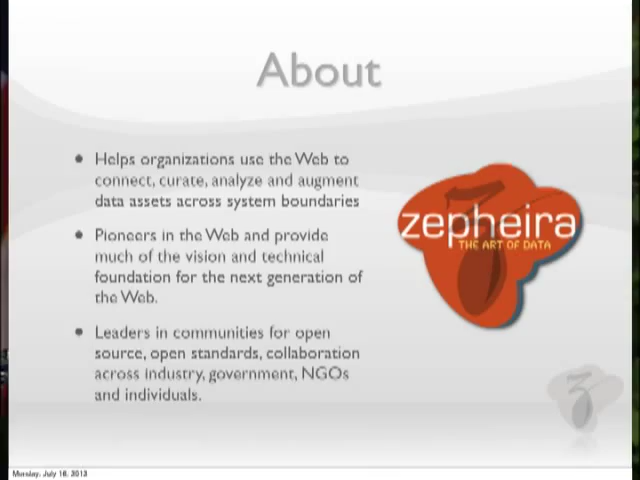 About
• Helps organizations use the Web to
connect, curate, analyze and augment
data assets across system boundaries
• Pioneers in the Web and provide
much of the vision and technical
foundation for the next generation of
the Web.
• Leaders in communities for open
source, open standards, collaboration
across industry, government, NGOs
and individuals.
zepheira
THE ART OF DATA
Monday, July 16, 2013